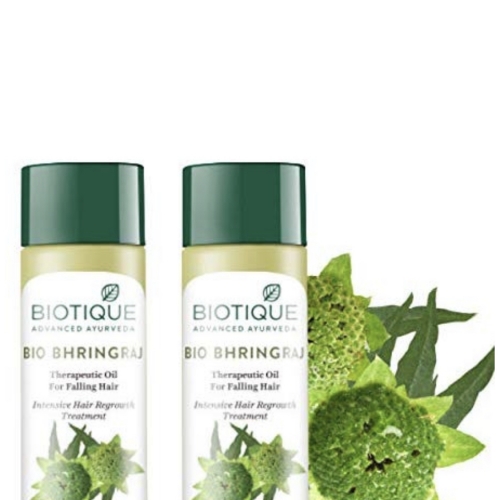 BIOTIQUE
ADVANCED AYURVEDA
BIO BHRINGRAJ
Therapeutic Oil
For Falling Hair
Intensive Hair Regrowth
Treatment
BIOTIQUE
ADVANCED AYURVEDA
BIO BHRINGRAJ
Therapeutic Oil
For Falling Hair
Intensive Hair Regrowth
Treatment